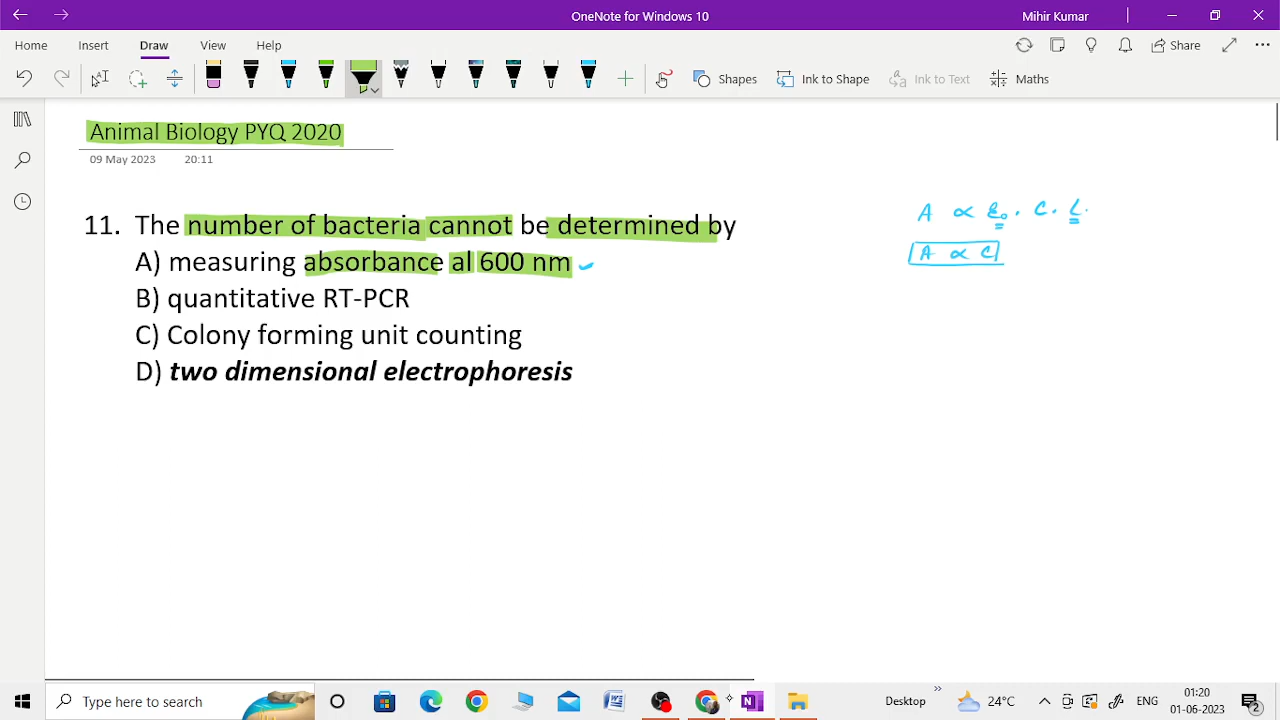 OneNote for Windows 10
Mihir Kumar
Home Insert Draw View Help
Share
Shapes Ink to Shape Ink to Text Maths
Animal Biology PYQ 2020
09 May 2023 20:11
11. The number of bacteria cannot be determined by
A) measuring absorbance al 600 nm
B) quantitative RT-PCR
C) Colony forming unit counting
D) two dimensional electrophoresis
A ∝ ε₀ . C . L .
A ∝ C
Type here to search
Desktop
24°C
ENG
01:20
01-06-2023
2